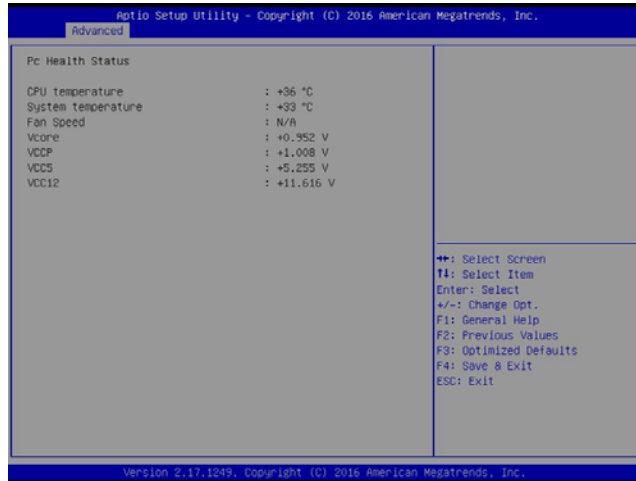 Aptio Setup Utility - Copyright (C) 2016 American Megatrends, Inc.
Advanced
Pc Health Status
CPU temperature : +36 °C
System temperature : +33 °C
Fan Speed : N/A
Vcore : +0.952 V
VCCP : +1.008 V
VCC5 : +5.255 V
VCC12 : +11.616 V
→←: Select Screen
↑↓: Select Item
Enter: Select
+/-: Change Opt.
F1: General Help
F2: Previous Values
F3: Optimized Defaults
F4: Save & Exit
ESC: Exit
Version 2.17.1249. Copyright (C) 2016 American Megatrends, Inc.